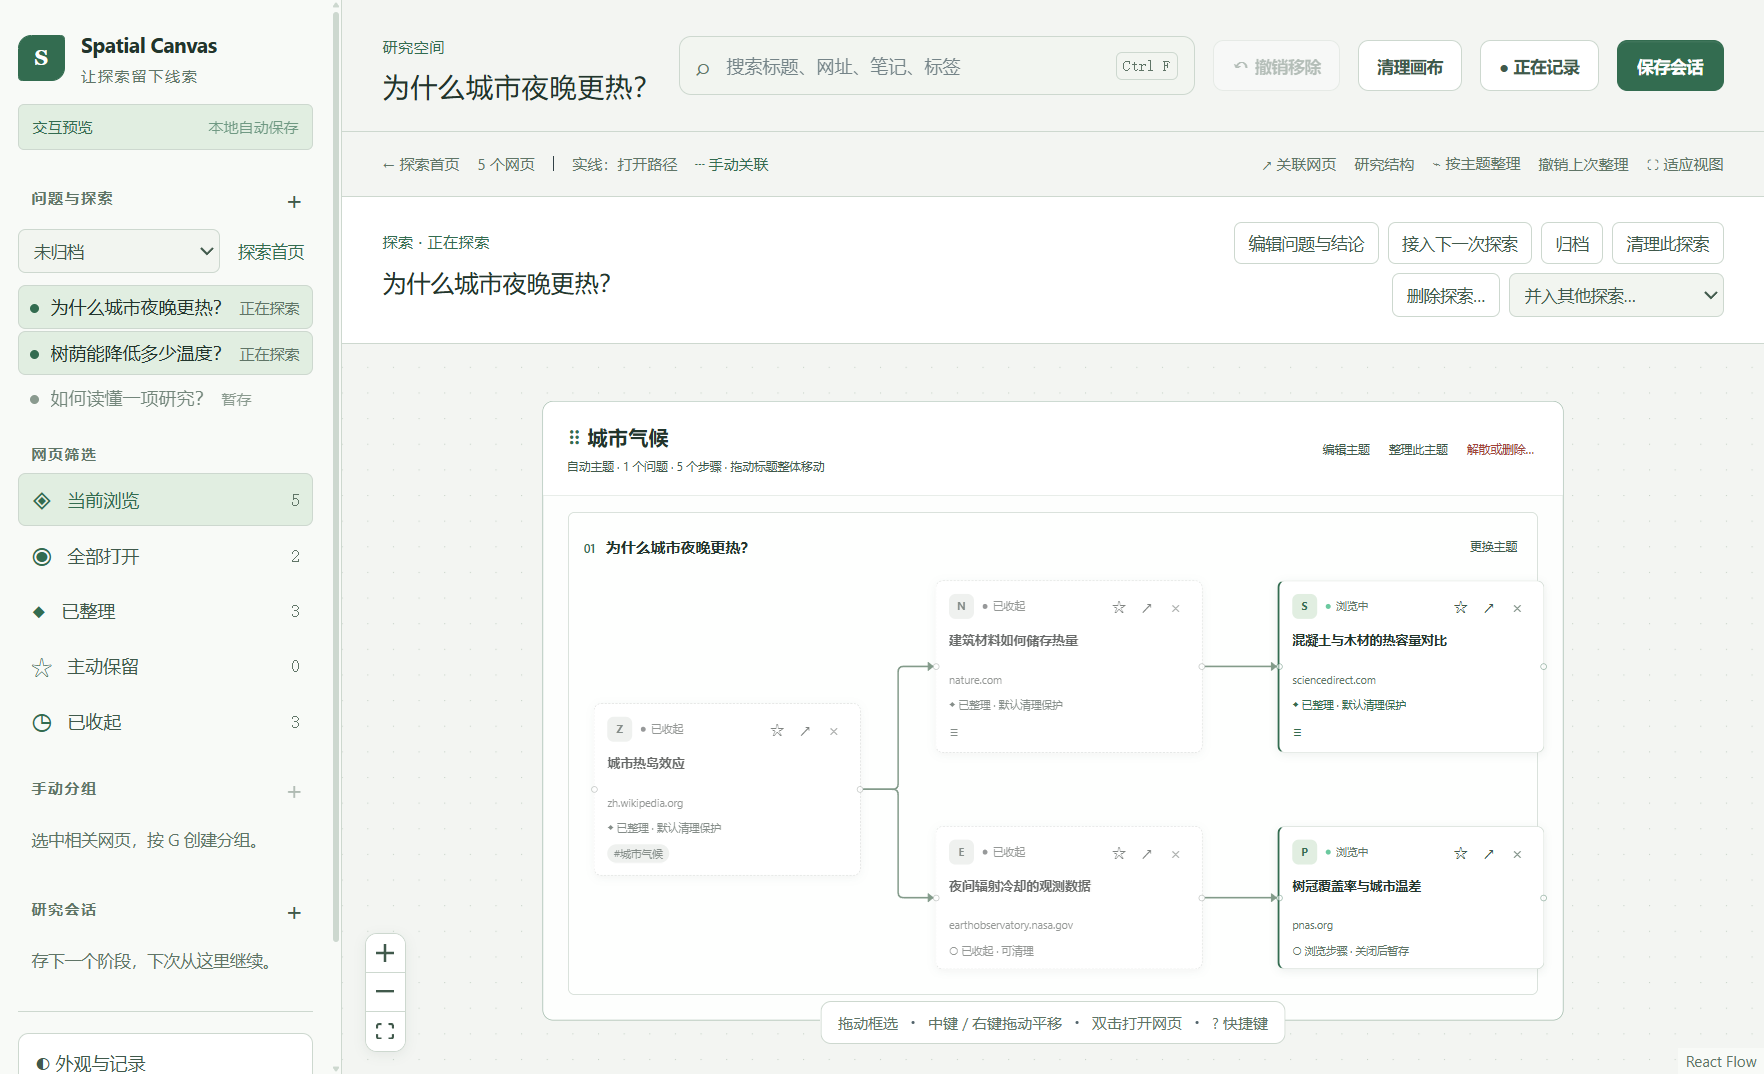 S
Spatial Canvas
让探索留下线索
交互预览 本地自动保存
问题与探索 +
未归档 探索首页
为什么城市夜晚更热? 正在探索
树荫能降低多少温度? 正在探索
如何读懂一项研究? 暂存
网页筛选
当前浏览 5
全部打开 2
已整理 3
主动保留 0
已收起 3
手动分组 +
选中相关网页，按 G 创建分组。
研究会话 +
存下一个阶段，下次从这里继续。
外观与记录
研究空间
为什么城市夜晚更热?
搜索标题、网址、笔记、标签 Ctrl F
↶ 撤销移除
清理画布
● 正在记录
保存会话
← 探索首页 5 个网页 | 实线：打开路径 ┄ 手动关联
↗ 关联网页 研究结构 ⌁ 按主题整理 撤销上次整理 ⛶ 适应视图
探索 · 正在探索
为什么城市夜晚更热?
编辑问题与结论 接入下一次探索 归档 清理此探索
删除探索... 并入其他探索...
城市气候
自动主题 · 1 个问题 · 5 个步骤 · 拖动标题整体移动
编辑主题 整理此主题 解散或删除...
01 为什么城市夜晚更热?
更换主题
Z ● 已收起 ☆ ↗ ×
城市热岛效应
zh.wikipedia.org
✦ 已整理 · 默认清理保护
#城市气候
N ● 已收起 ☆ ↗ ×
建筑材料如何储存热量
nature.com
✦ 已整理 · 默认清理保护
☰
S ● 浏览中 ☆ ↗ ×
混凝土与木材的热容量对比
sciencedirect.com
✦ 已整理 · 默认清理保护
☰
E ● 已收起 ☆ ↗ ×
夜间辐射冷却的观测数据
earthobservatory.nasa.gov
○ 已收起 · 可清理
P ● 浏览中 ☆ ↗ ×
树冠覆盖率与城市温差
pnas.org
○ 浏览步骤 · 关闭后暂存
拖动框选 • 中键 / 右键拖动平移 • 双击打开网页 • ? 快捷键
React Flow